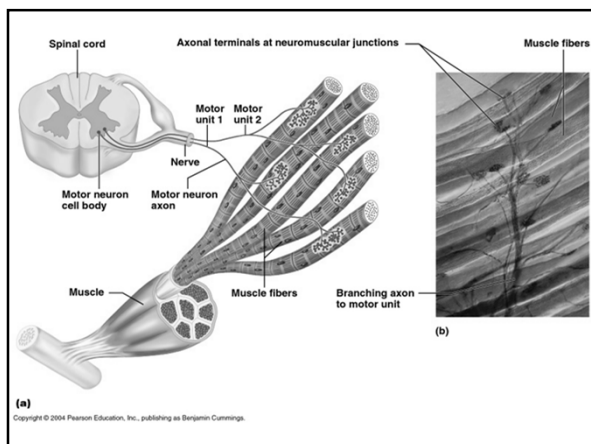 Spinal cord
Axonal terminals at neuromuscular junctions
Muscle fibers
Motor
unit 1
Motor
unit 2
Nerve
Motor neuron
cell body
Motor neuron
axon
Muscle
Muscle fibers
Branching axon
to motor unit
(b)
(a)
Copyright © 2004 Pearson Education, Inc., publishing as Benjamin Cummings.